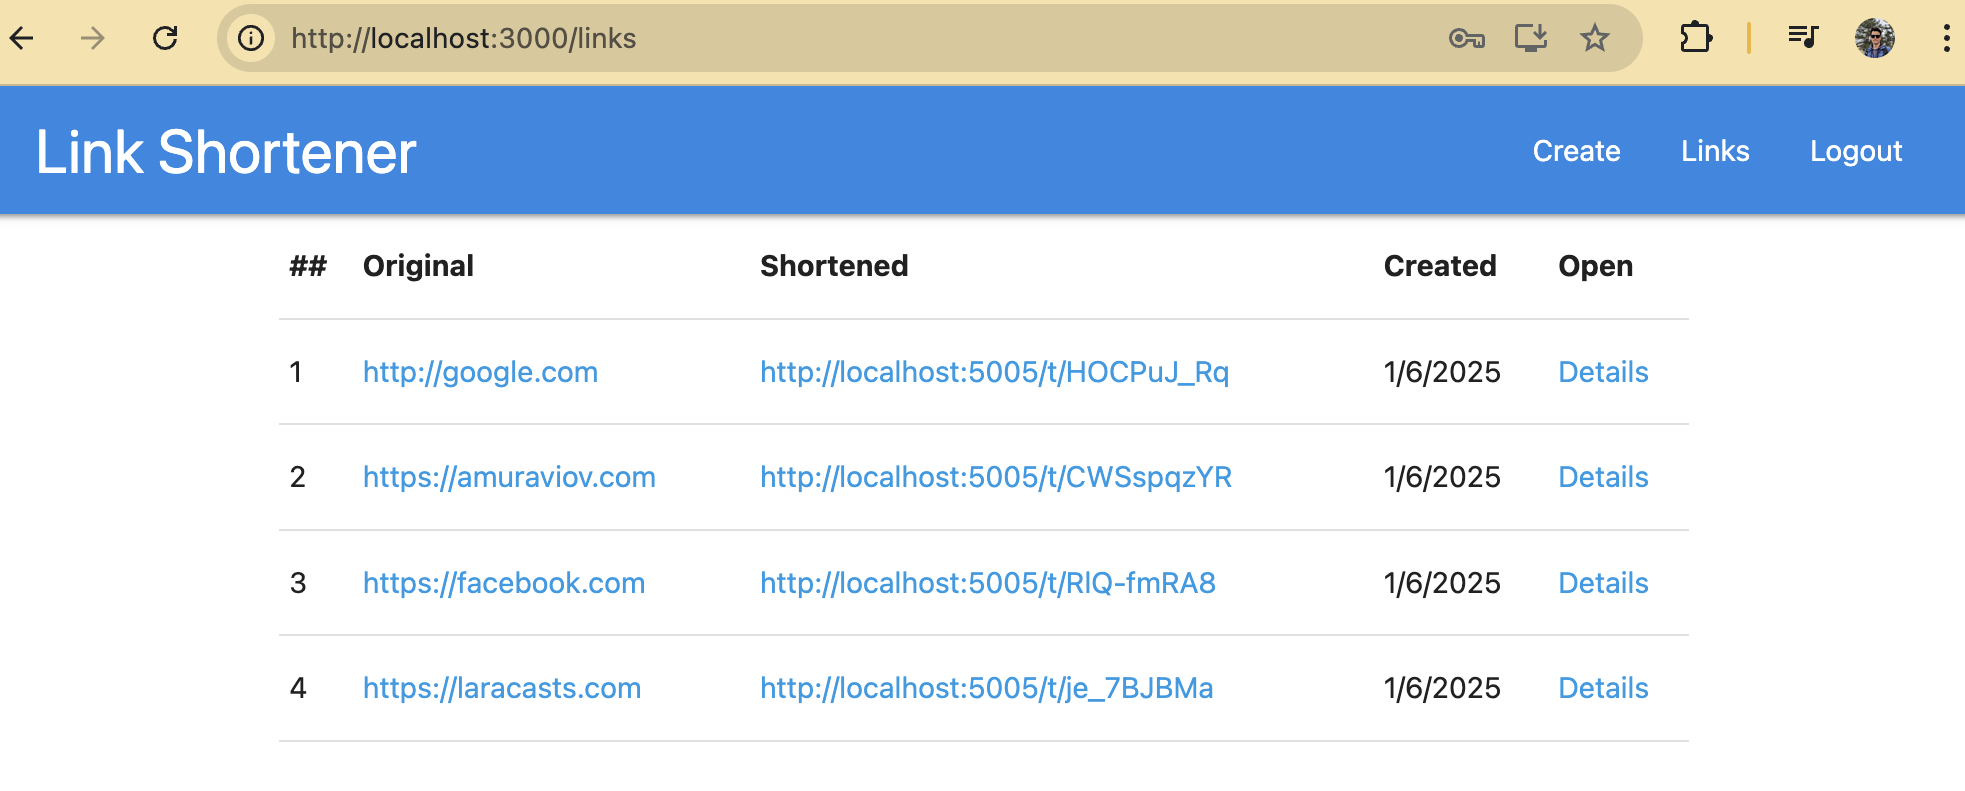 http://localhost:3000/links
Link Shortener Create Links Logout
## Original Shortened Created Open
1 http://google.com http://localhost:5005/t/HOCPuJ_Rq 1/6/2025 Details
2 https://amuraviov.com http://localhost:5005/t/CWSspqzYR 1/6/2025 Details
3 https://facebook.com http://localhost:5005/t/RlQ-fmRA8 1/6/2025 Details
4 https://laracasts.com http://localhost:5005/t/je_7BJBMa 1/6/2025 Details